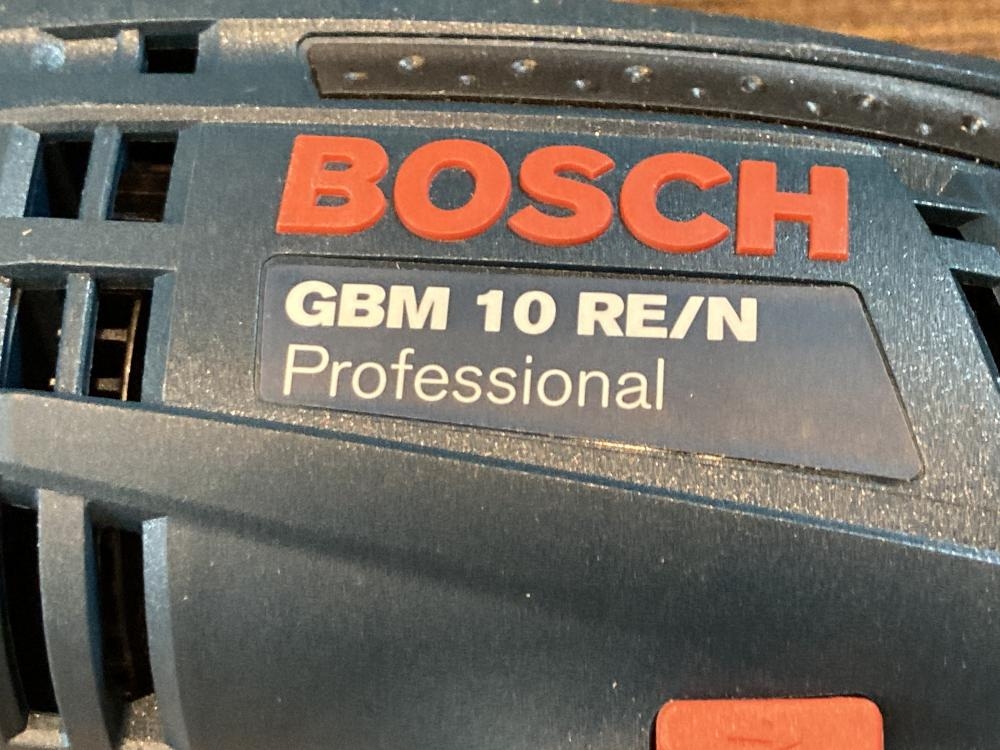 BOSCH
GBM 10 RE/N
Professional